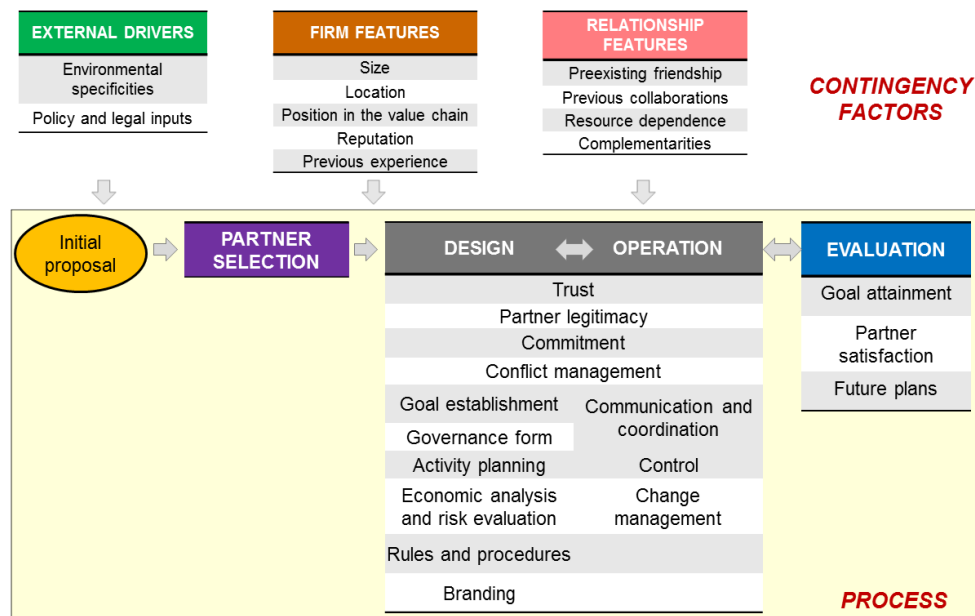 EXTERNAL DRIVERS
Environmental
specificities
Policy and legal inputs
FIRM FEATURES
Size
Location
Position in the value chain
Reputation
Previous experience
RELATIONSHIP
FEATURES
Preexisting friendship
Previous collaborations
Resource dependence
Complementarities
CONTINGENCY
FACTORS
Initial
proposal
PARTNER
SELECTION
DESIGN
OPERATION
Trust
Partner legitimacy
Commitment
Conflict management
Goal establishment
Governance form
Activity planning
Economic analysis
and risk evaluation
Rules and procedures
Branding
Communication and
coordination
Control
Change
management
EVALUATION
Goal attainment
Partner
satisfaction
Future plans
PROCESS